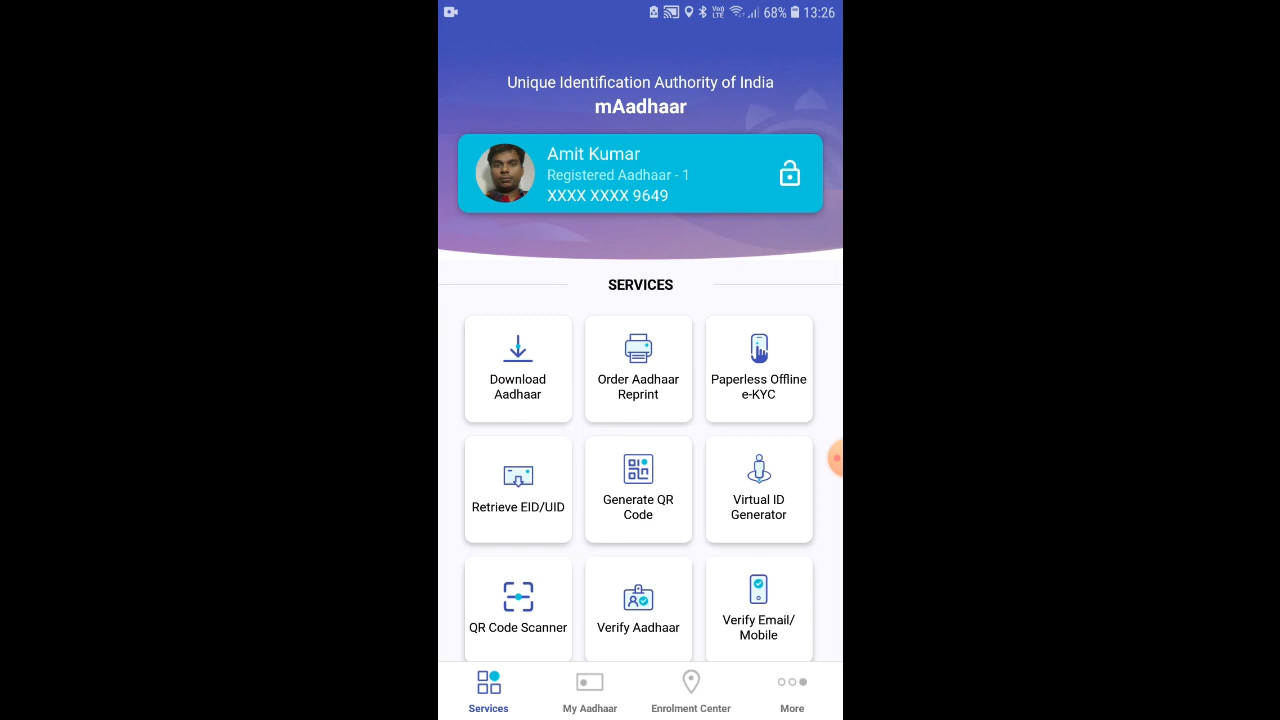 68% 13:26
Unique Identification Authority of India
mAadhaar
Amit Kumar
Registered Aadhaar - 1
XXXX XXXX 9649
SERVICES
Download
Aadhaar
Order Aadhaar
Reprint
Paperless Offline
e-KYC
Retrieve EID/UID
Generate QR
Code
Virtual ID
Generator
QR Code Scanner
Verify Aadhaar
Verify Email/
Mobile
Services
My Aadhaar
Enrolment Center
More